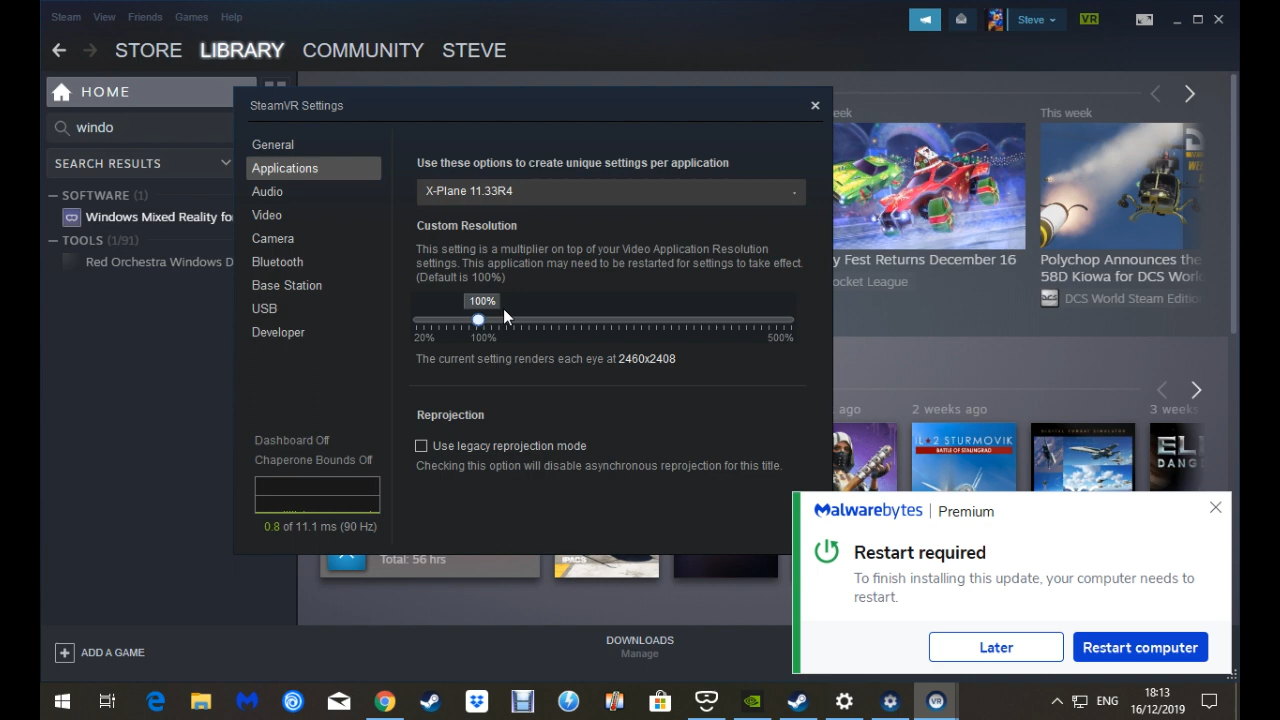 Steam View Friends Games Help
Steve
VR
STORE LIBRARY COMMUNITY STEVE
HOME
windo
SEARCH RESULTS
SOFTWARE (1)
Windows Mixed Reality fo
TOOLS (1/91)
Red Orchestra Windows D
SteamVR Settings
General
Applications
Audio
Video
Camera
Bluetooth
Base Station
USB
Developer
Dashboard Off
Chaperone Bounds Off
0.8 of 11.1 ms (90 Hz)
Use these options to create unique settings per application
X-Plane 11.33R4
Custom Resolution
This setting is a multiplier on top of your Video Application Resolution
settings. This application may need to be restarted for settings to take effect.
(Default is 100%)
100%
20% 100% 500%
The current setting renders each eye at 2460x2408
Reprojection
Use legacy reprojection mode
Checking this option will disable asynchronous reprojection for this title.
eek
This week
y Fest Returns December 16
ocket League
Polychop Announces the
58D Kiowa for DCS Worl
DCS World Steam Editio
ago
2 weeks ago
3 weeks
IL·2 STURMOVIK
BATTLE OF STALINGRAD
DIGITAL COMBAT SIMULATOR
EL
DANG
Total: 56 hrs
Malwarebytes | Premium
Restart required
To finish installing this update, your computer needs to
restart.
Later
Restart computer
ADD A GAME
DOWNLOADS
Manage
VR
ENG
18:13
16/12/2019